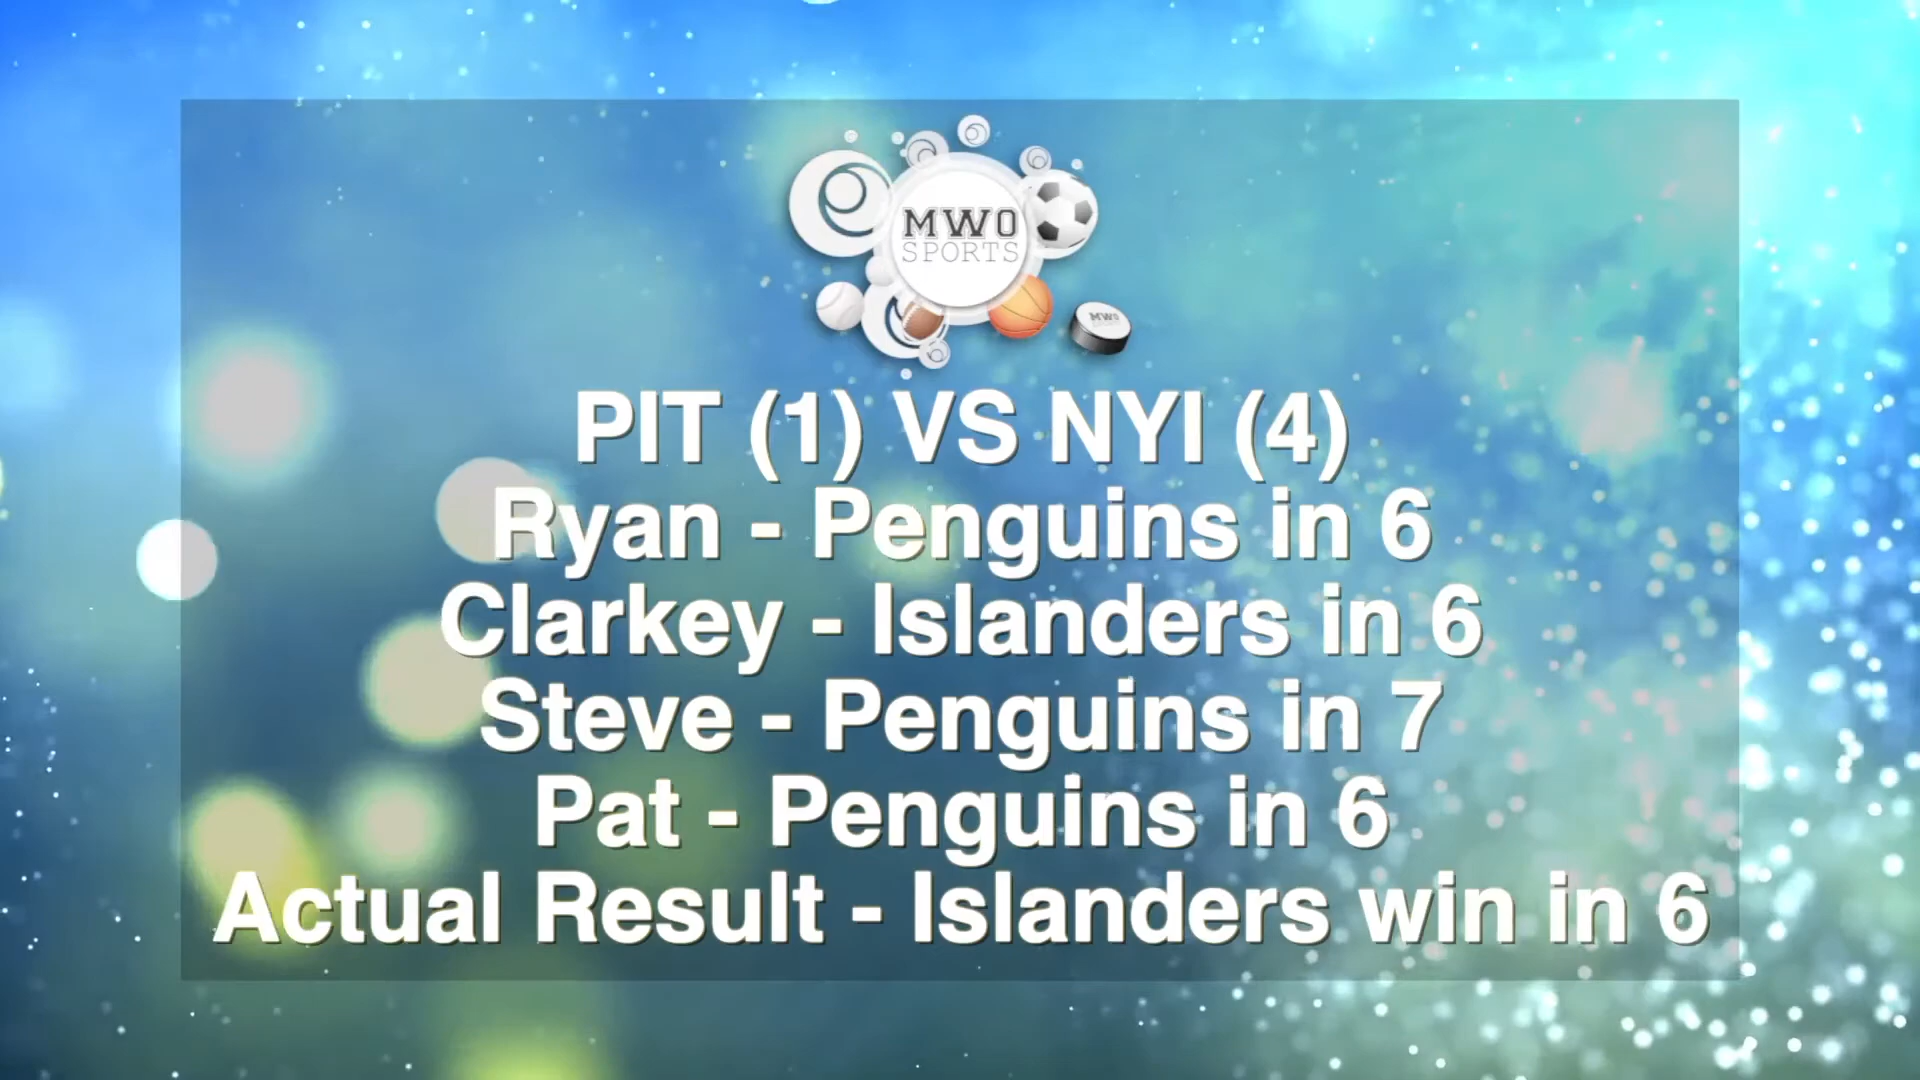 MWO
SPORTS
MWO
PIT (1) VS NYI (4)
Ryan - Penguins in 6
Clarkey - Islanders in 6
Steve - Penguins in 7
Pat - Penguins in 6
Actual Result - Islanders win in 6